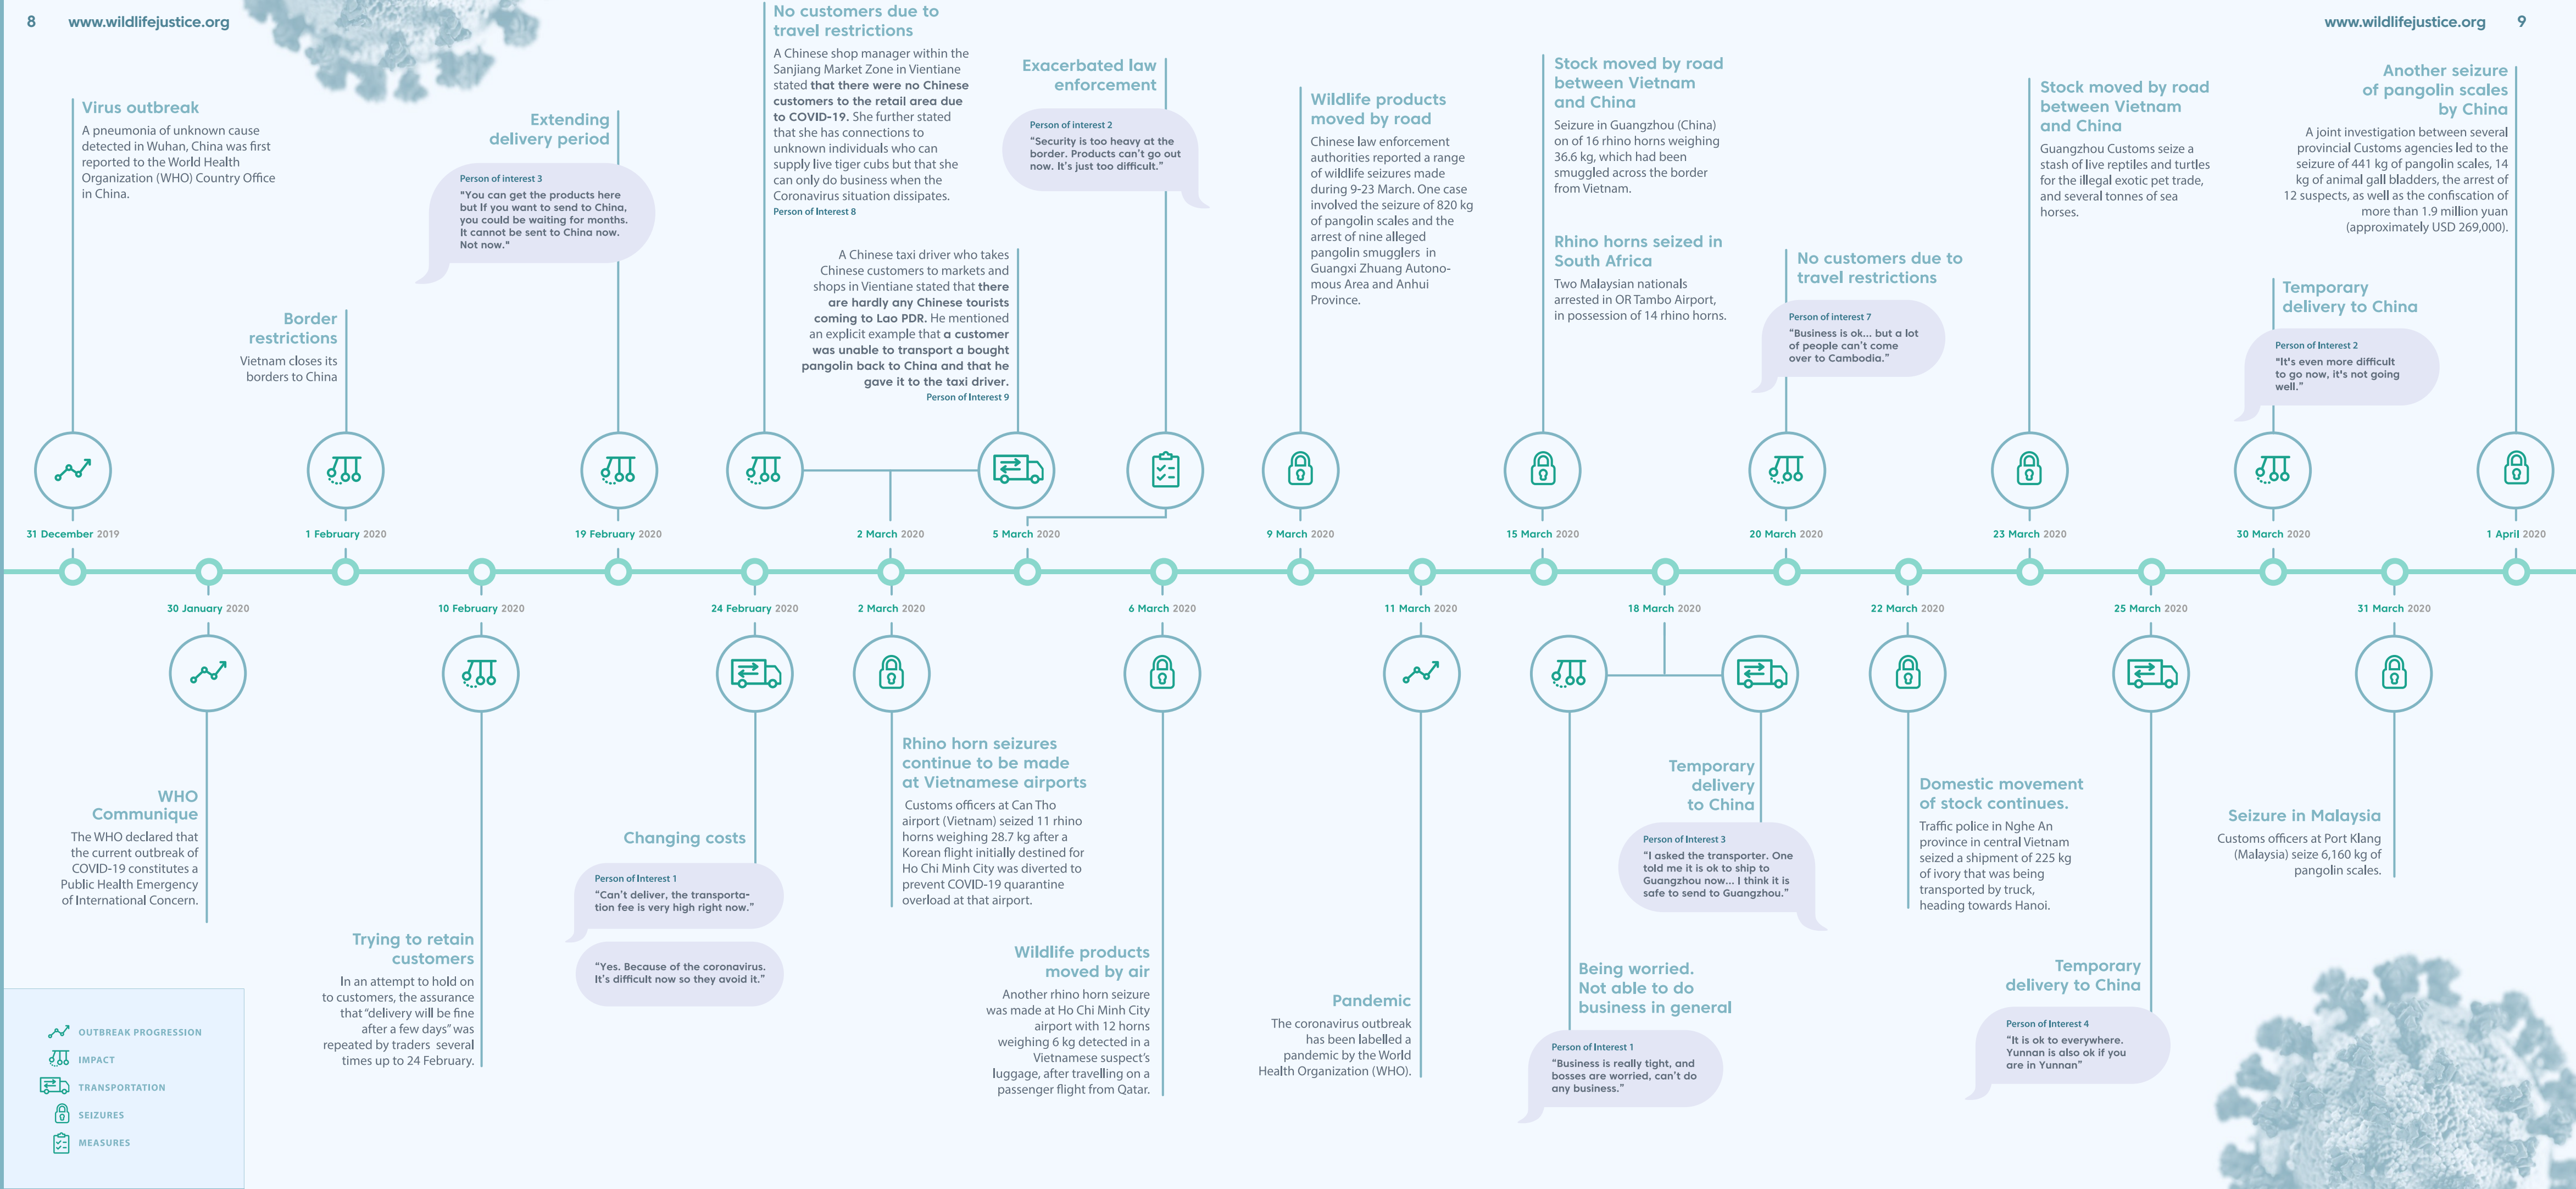 8 www.wildlifejustice.org
www.wildlifejustice.org 9
Virus outbreak
A pneumonia of unknown cause
detected in Wuhan, China was first
reported to the World Health
Organization (WHO) Country Office
in China.
31 December 2019
30 January 2020
WHO
Communique
The WHO declared that
the current outbreak of
COVID-19 constitutes a
Public Health Emergency
of International Concern.
Border
restrictions
Vietnam closes its
borders to China
1 February 2020
10 February 2020
Trying to retain
customers
In an attempt to hold on
to customers, the assurance
that “delivery will be fine
after a few days” was
repeated by traders several
times up to 24 February.
Extending
delivery period
Person of interest 3
"You can get the products here
but If you want to send to China,
you could be waiting for months.
It cannot be sent to China now.
Not now."
19 February 2020
24 February 2020
Changing costs
Person of Interest 1
“Can’t deliver, the transporta-
tion fee is very high right now.”
“Yes. Because of the coronavirus.
It’s difficult now so they avoid it.”
No customers due to
travel restrictions
A Chinese shop manager within the
Sanjiang Market Zone in Vientiane
stated that there were no Chinese
customers to the retail area due
to COVID-19. She further stated
that she has connections to
unknown individuals who can
supply live tiger cubs but that she
can only do business when the
Coronavirus situation dissipates.
Person of Interest 8
A Chinese taxi driver who takes
Chinese customers to markets and
shops in Vientiane stated that there
are hardly any Chinese tourists
coming to Lao PDR. He mentioned
an explicit example that a customer
was unable to transport a bought
pangolin back to China and that he
gave it to the taxi driver.
Person of Interest 9
2 March 2020
2 March 2020
Rhino horn seizures
continue to be made
at Vietnamese airports
Customs officers at Can Tho
airport (Vietnam) seized 11 rhino
horns weighing 28.7 kg after a
Korean flight initially destined for
Ho Chi Minh City was diverted to
prevent COVID-19 quarantine
overload at that airport.
Exacerbated law
enforcement
Person of interest 2
“Security is too heavy at the
border. Products can’t go out
now. It’s just too difficult.”
5 March 2020
6 March 2020
Wildlife products
moved by air
Another rhino horn seizure
was made at Ho Chi Minh City
airport with 12 horns
weighing 6 kg detected in a
Vietnamese suspect’s
luggage, after travelling on a
passenger flight from Qatar.
Wildlife products
moved by road
Chinese law enforcement
authorities reported a range
of wildlife seizures made
during 9-23 March. One case
involved the seizure of 820 kg
of pangolin scales and the
arrest of nine alleged
pangolin smugglers in
Guangxi Zhuang Autono-
mous Area and Anhui
Province.
9 March 2020
11 March 2020
Pandemic
The coronavirus outbreak
has been labelled a
pandemic by the World
Health Organization (WHO).
Stock moved by road
between Vietnam
and China
Seizure in Guangzhou (China)
on of 16 rhino horns weighing
36.6 kg, which had been
smuggled across the border
from Vietnam.
Rhino horns seized in
South Africa
Two Malaysian nationals
arrested in OR Tambo Airport,
in possession of 14 rhino horns.
15 March 2020
18 March 2020
Temporary
delivery
to China
Person of Interest 3
“I asked the transporter. One
told me it is ok to ship to
Guangzhou now... I think it is
safe to send to Guangzhou.”
Being worried.
Not able to do
business in general
Person of Interest 1
“Business is really tight, and
bosses are worried, can’t do
any business.”
No customers due to
travel restrictions
Person of interest 7
“Business is ok... but a lot
of people can’t come
over to Cambodia.”
20 March 2020
22 March 2020
Domestic movement
of stock continues.
Traffic police in Nghe An
province in central Vietnam
seized a shipment of 225 kg
of ivory that was being
transported by truck,
heading towards Hanoi.
Stock moved by road
between Vietnam
and China
Guangzhou Customs seize a
stash of live reptiles and turtles
for the illegal exotic pet trade,
and several tonnes of sea
horses.
23 March 2020
25 March 2020
Temporary
delivery to China
Person of Interest 4
“It is ok to everywhere.
Yunnan is also ok if you
are in Yunnan”
Temporary
delivery to China
Person of Interest 2
"It's even more difficult
to go now, it's not going
well.”
30 March 2020
31 March 2020
Seizure in Malaysia
Customs officers at Port Klang
(Malaysia) seize 6,160 kg of
pangolin scales.
Another seizure
of pangolin scales
by China
A joint investigation between several
provincial Customs agencies led to the
seizure of 441 kg of pangolin scales, 14
kg of animal gall bladders, the arrest of
12 suspects, as well as the confiscation of
more than 1.9 million yuan
(approximately USD 269,000).
1 April 2020
OUTBREAK PROGRESSION
IMPACT
TRANSPORTATION
SEIZURES
MEASURES